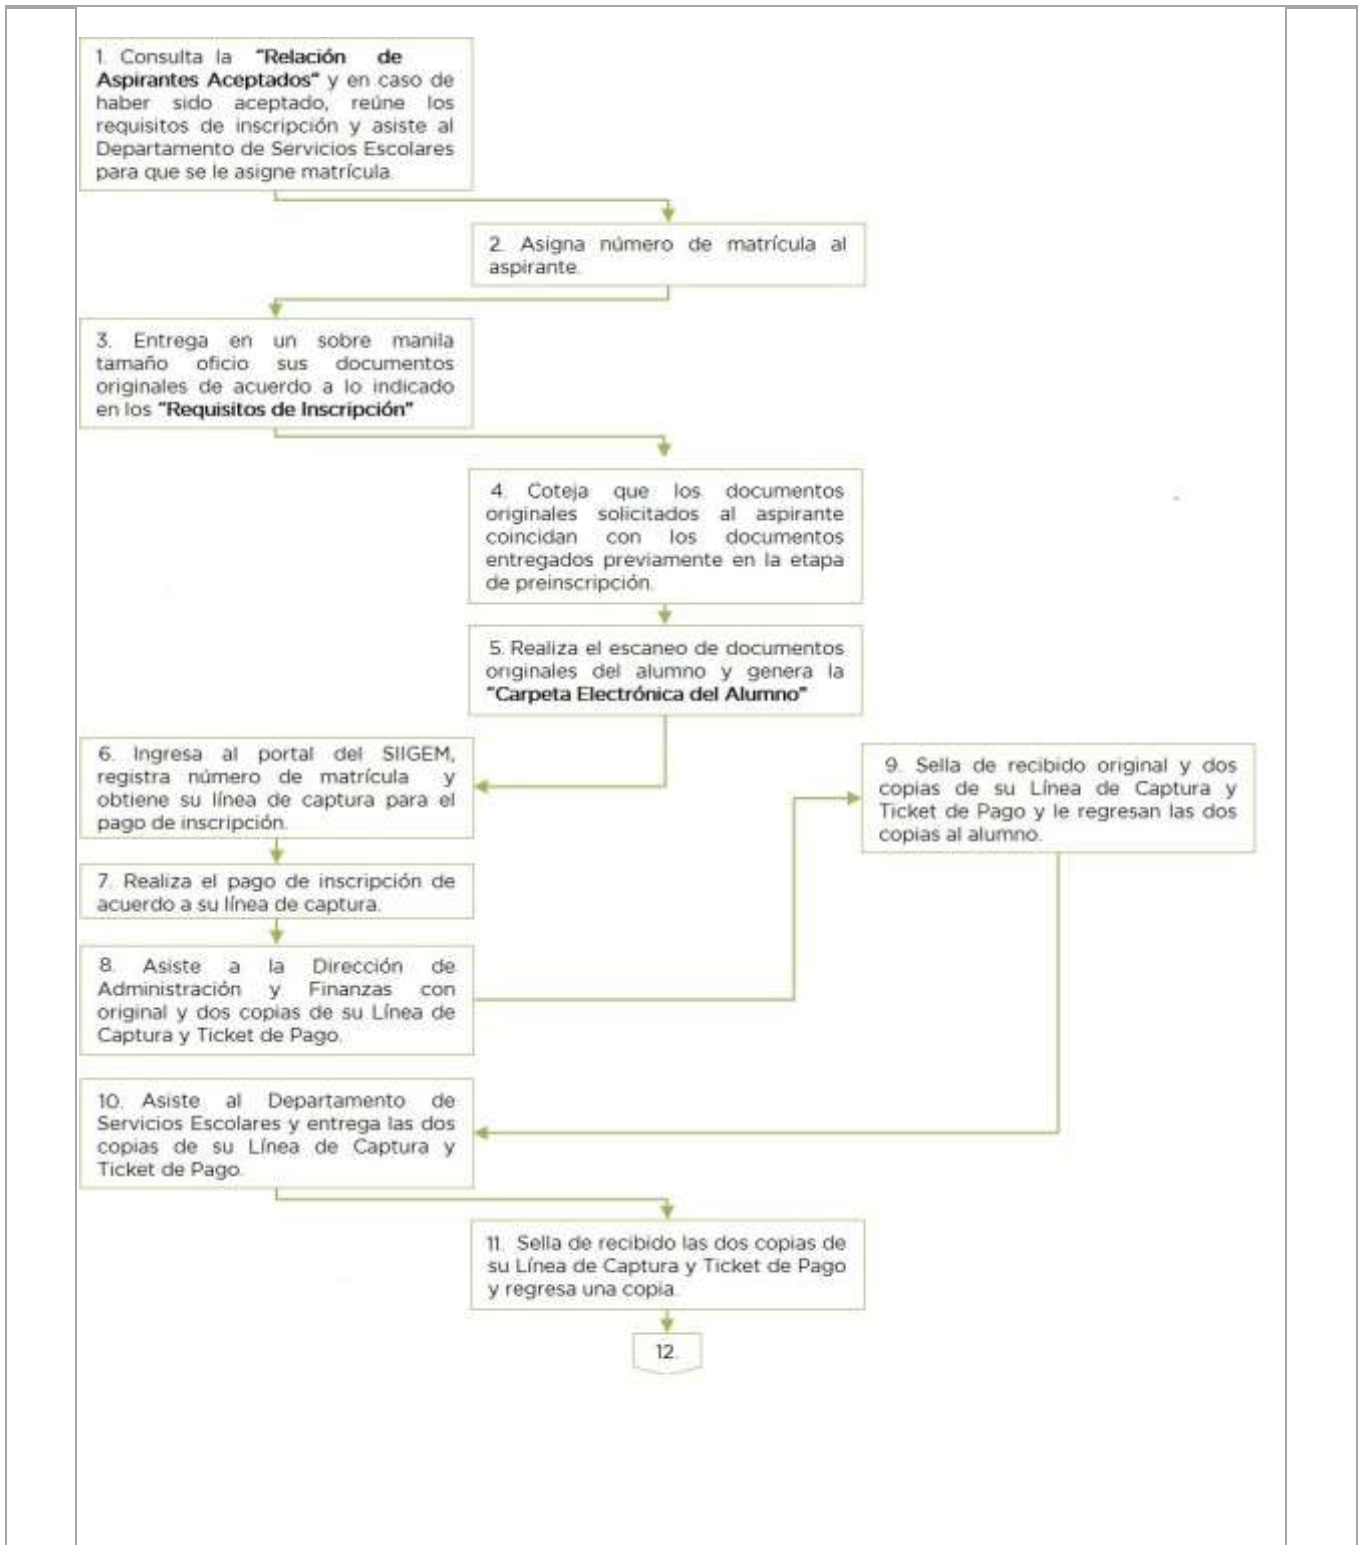 1. Consulta la "Relación de
Aspirantes Aceptados" y en caso de
haber sido aceptado, reúne los
requisitos de inscripción y asiste al
Departamento de Servicios Escolares
para que se le asigne matrícula.
2. Asigna número de matrícula al
aspirante.
3. Entrega en un sobre manila
tamaño oficio sus documentos
originales de acuerdo a lo indicado
en los "Requisitos de Inscripción"
4. Coteja que los documentos
originales solicitados al aspirante
coincidan con los documentos
entregados previamente en la etapa
de preinscripción.
5. Realiza el escaneo de documentos
originales del alumno y genera la
"Carpeta Electrónica del Alumno"
6. Ingresa al portal del SIIGEM,
registra número de matrícula y
obtiene su línea de captura para el
pago de inscripción.
7. Realiza el pago de inscripción de
acuerdo a su línea de captura.
8. Asiste a la Dirección de
Administración y Finanzas con
original y dos copias de su Línea de
Captura y Ticket de Pago.
9. Sella de recibido original y dos
copias de su Línea de Captura y
Ticket de Pago y le regresan las dos
copias al alumno.
10. Asiste al Departamento de
Servicios Escolares y entrega las dos
copias de su Línea de Captura y
Ticket de Pago.
11. Sella de recibido las dos copias de
su Línea de Captura y Ticket de Pago
y regresa una copia.
12.